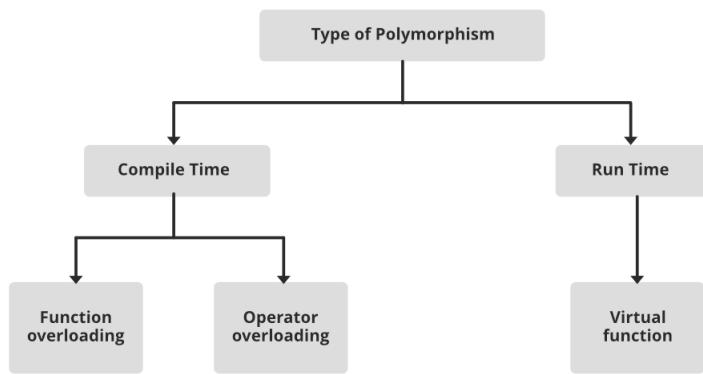 Type of Polymorphism
Compile Time
Run Time
Function
overloading
Operator
overloading
Virtual
function